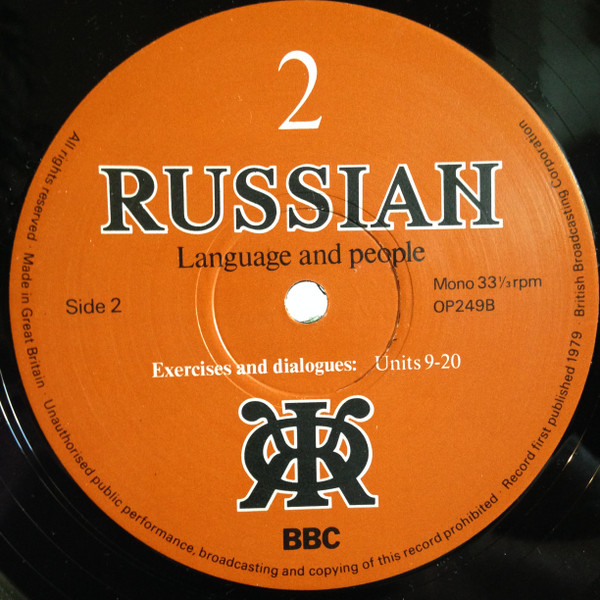 2
RUSSIAN
Language and people
Side 2
Mono 33⅓ rpm
OP249B
Exercises and dialogues: Units 9-20
BBC
All rights reserved · Made in Great Britain · Unauthorised public performance, broadcasting and copying of this record prohibited · Record first published 1979 British Broadcasting Corporation